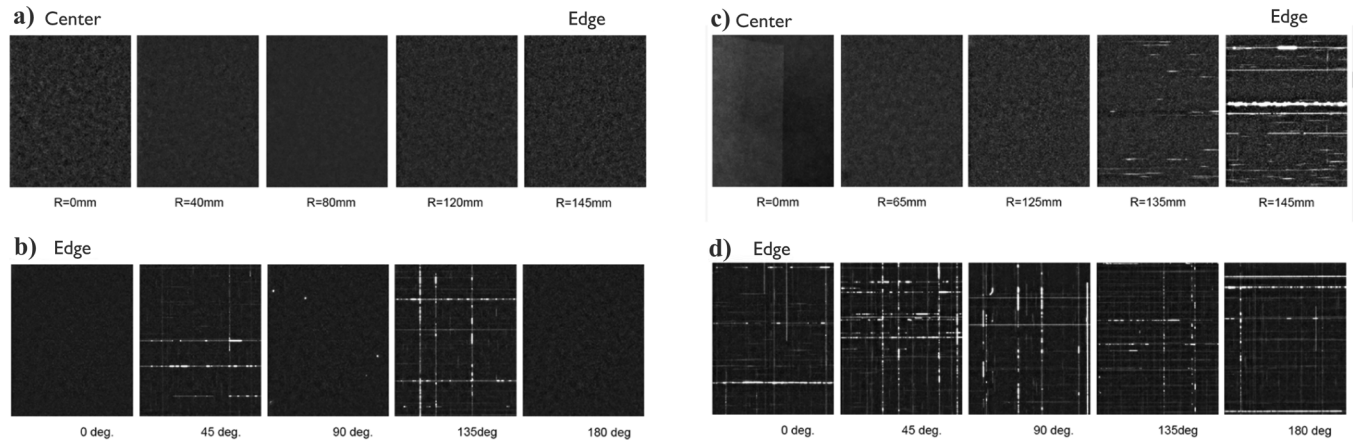 a) Center Edge
R=0mm R=40mm R=80mm R=120mm R=145mm
b) Edge
0 deg. 45 deg. 90 deg. 135deg 180 deg.
c) Center Edge
R=0mm R=65mm R=125mm R=135mm R=145mm
d) Edge
0 deg. 45 deg. 90 deg. 135deg 180 deg.